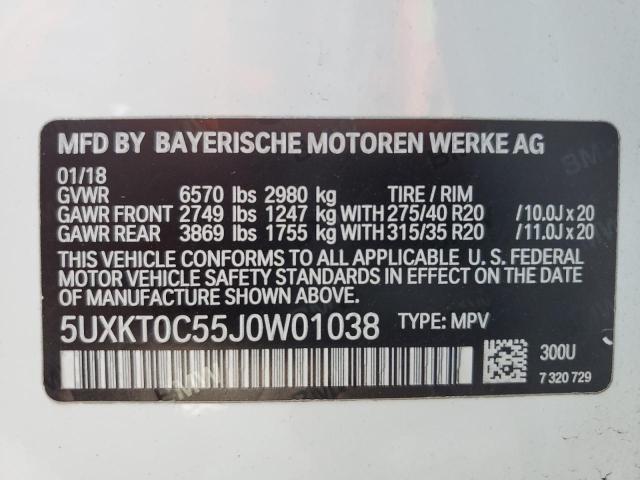 MFD BY BAYERISCHE MOTOREN WERKE AG
01/18
GVWR 6570 lbs 2980 kg TIRE / RIM
GAWR FRONT 2749 lbs 1247 kg WITH 275/40 R20 /10.0J x 20
GAWR REAR 3869 lbs 1755 kg WITH 315/35 R20 /11.0J x 20
THIS VEHICLE CONFORMS TO ALL APPLICABLE U. S. FEDERAL
MOTOR VEHICLE SAFETY STANDARDS IN EFFECT ON THE DATE
OF MANUFACTURE SHOWN ABOVE.
5UXKT0C55J0W01038 TYPE: MPV
300U
7 320 729